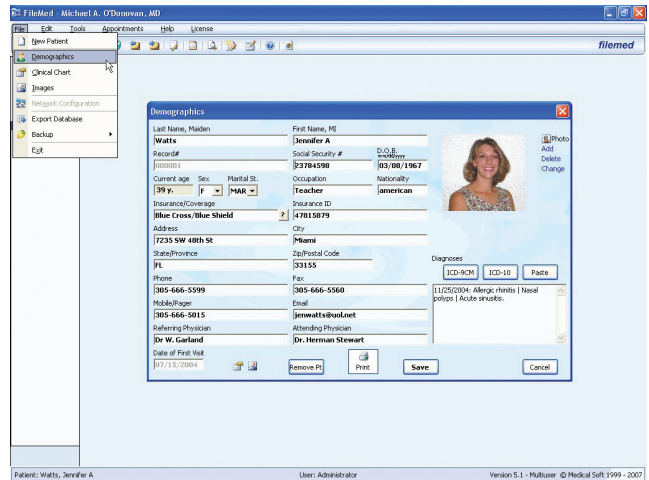 FileMed - Michael A. O'Donovan, MD
File Edit Tools Appointments Help License
New Patient
filemed
Demographics
Clinical Chart
Images
Network Configuration
Export Database
Backup
Exit
Demographics
Last Name, Maiden First Name, MI
Watts Jennifer A
Photo
Record# Social Security # D.O.B.
mm/dd/yyyy
Add
000001 23784598 03/08/1967
Delete
Current age Sex Marital St. Occupation Nationality
Change
39 y. F MAR Teacher american
Insurance/Coverage Insurance ID
Blue Cross/Blue Shield ? 47815879
Address City
7235 SW 48th St Miami
State/Province Zip/Postal Code
Diagnoses
FL 33155
ICD-9CM ICD-10 Paste
Phone Fax
305-666-5599 305-666-5560
11/25/2004: Allergic rhinitis | Nasal
polyps | Acute sinusitis.
Mobile/Pager Email
305-666-5015 jenwatts@uol.net
Referring Physician Attending Physician
Dr W. Garland Dr. Herman Stewart
Date of First Visit
07/15/2004 Remove Pt Print Save Cancel
Patient: Watts, Jennifer A User: Administrator Version 5.1 - Multiuser © Medical Soft 1999 - 2007